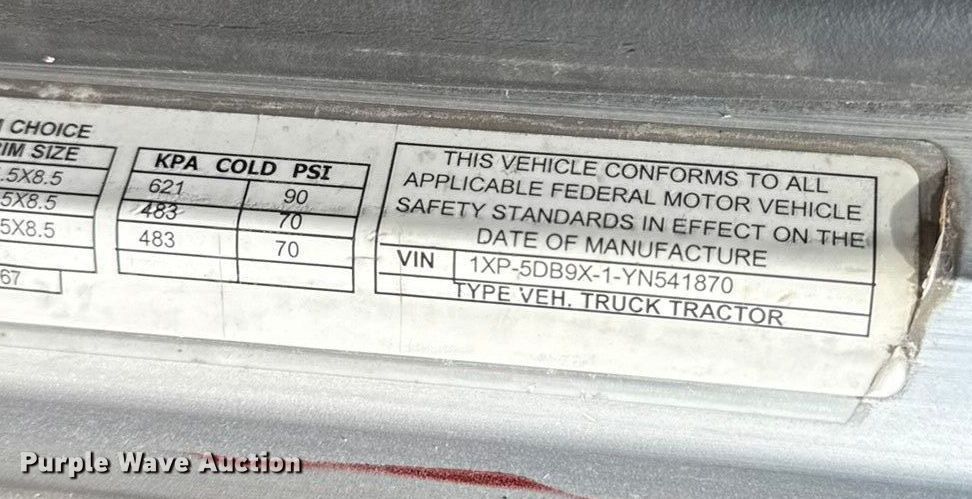 CHOICE
RIM SIZE
.5X8.5
5X8.5
5X8.5
67
KPA COLD PSI
621 90
483 70
483 70
THIS VEHICLE CONFORMS TO ALL
APPLICABLE FEDERAL MOTOR VEHICLE
SAFETY STANDARDS IN EFFECT ON THE
DATE OF MANUFACTURE
VIN 1XP-5DB9X-1-YN541870
TYPE VEH. TRUCK TRACTOR
Purple Wave Auction